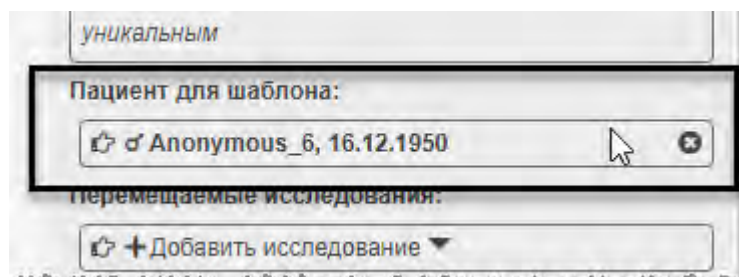 уникальным
Пациент для шаблона:
Anonymous_6, 16.12.1950
Перемещаемые исследования:
+ Добавить исследование